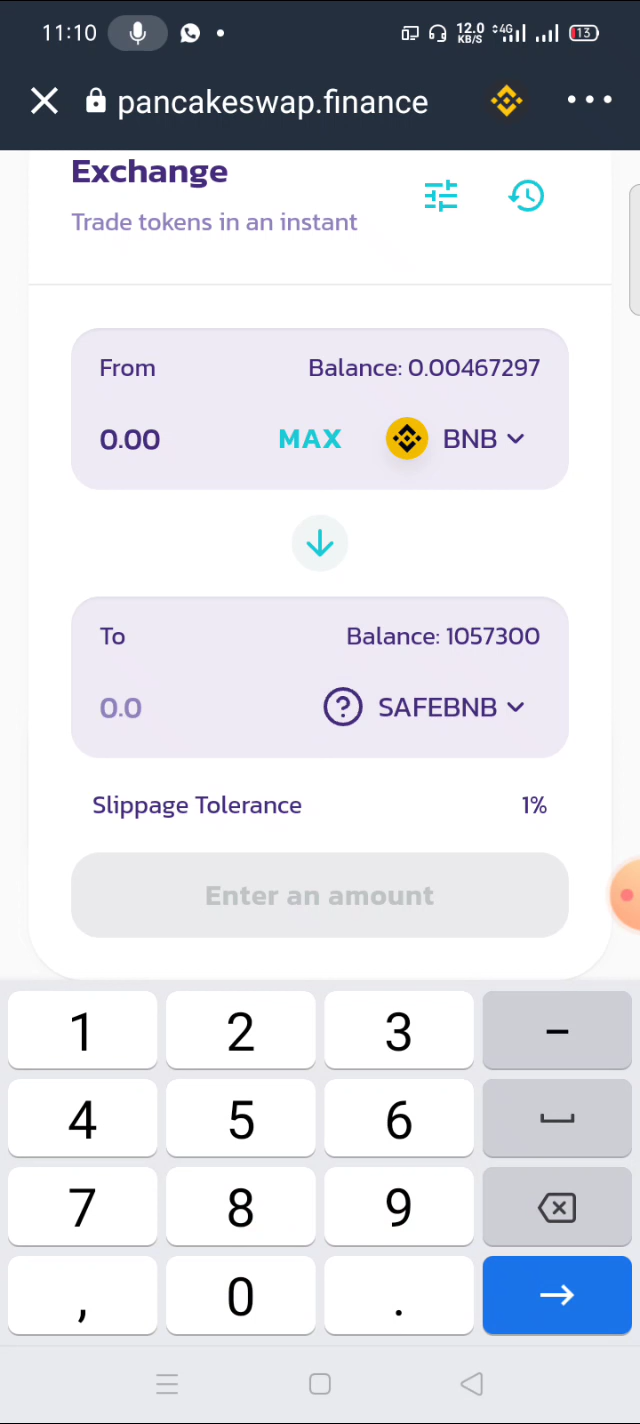 11:10 12.0 KB/S 4G 13
pancakeswap.finance
Exchange
Trade tokens in an instant
From Balance: 0.00467297
0.00 MAX BNB
To Balance: 1057300
0.0 ? SAFEBNB
Slippage Tolerance 1%
Enter an amount
1 2 3 –
4 5 6
7 8 9
, 0 .